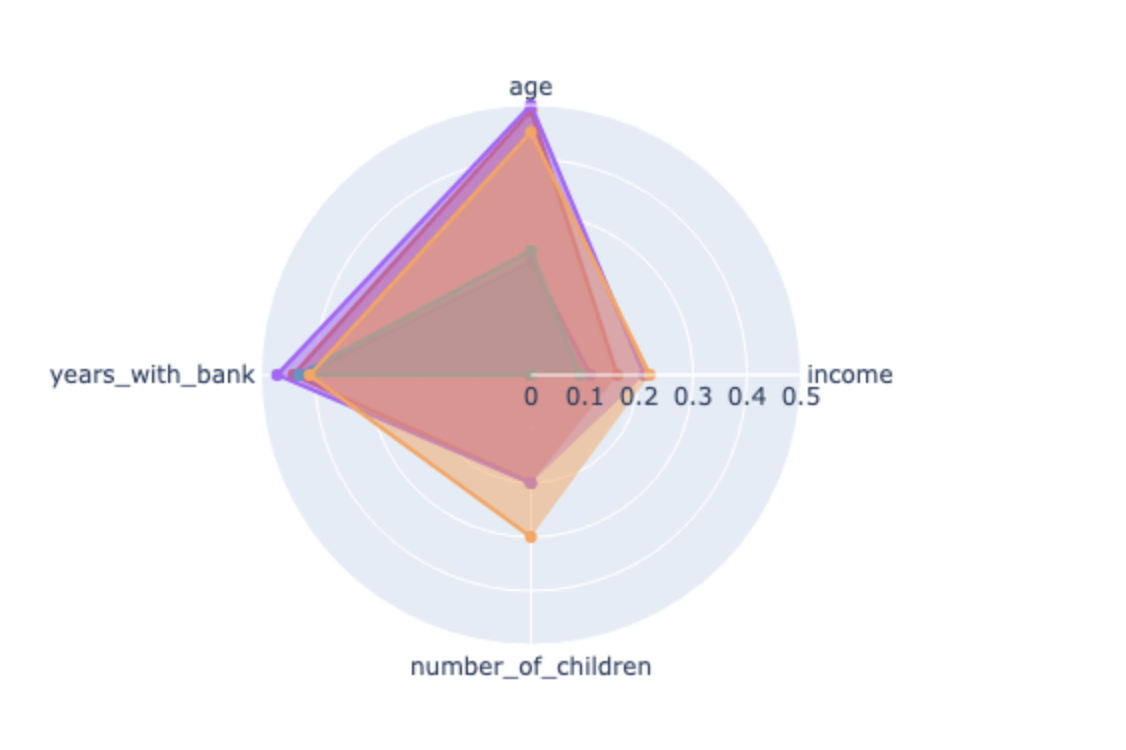 age
years_with_bank
income
0 0.1 0.2 0.3 0.4 0.5
number_of_children